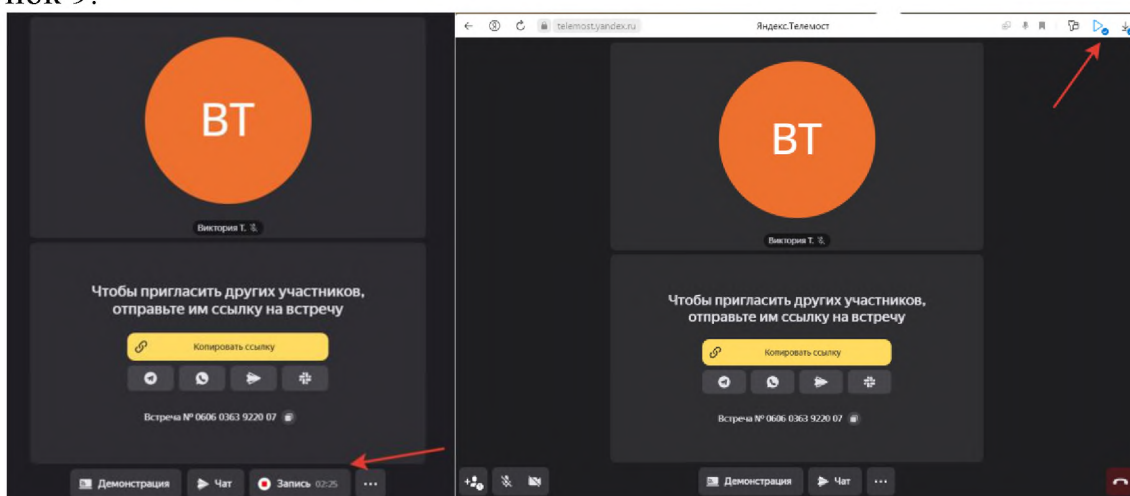 ВТ
Виктория Т.
Чтобы пригласить других участников,
отправьте им ссылку на встречу
Копировать ссылку
Встреча № 0606 0363 9220 07
Демонстрация
Чат
Запись 02:25
telemost.yandex.ru
Яндекс.Телемост
ВТ
Виктория Т.
Чтобы пригласить других участников,
отправьте им ссылку на встречу
Копировать ссылку
Встреча № 0606 0363 9220 07
Демонстрация
Чат